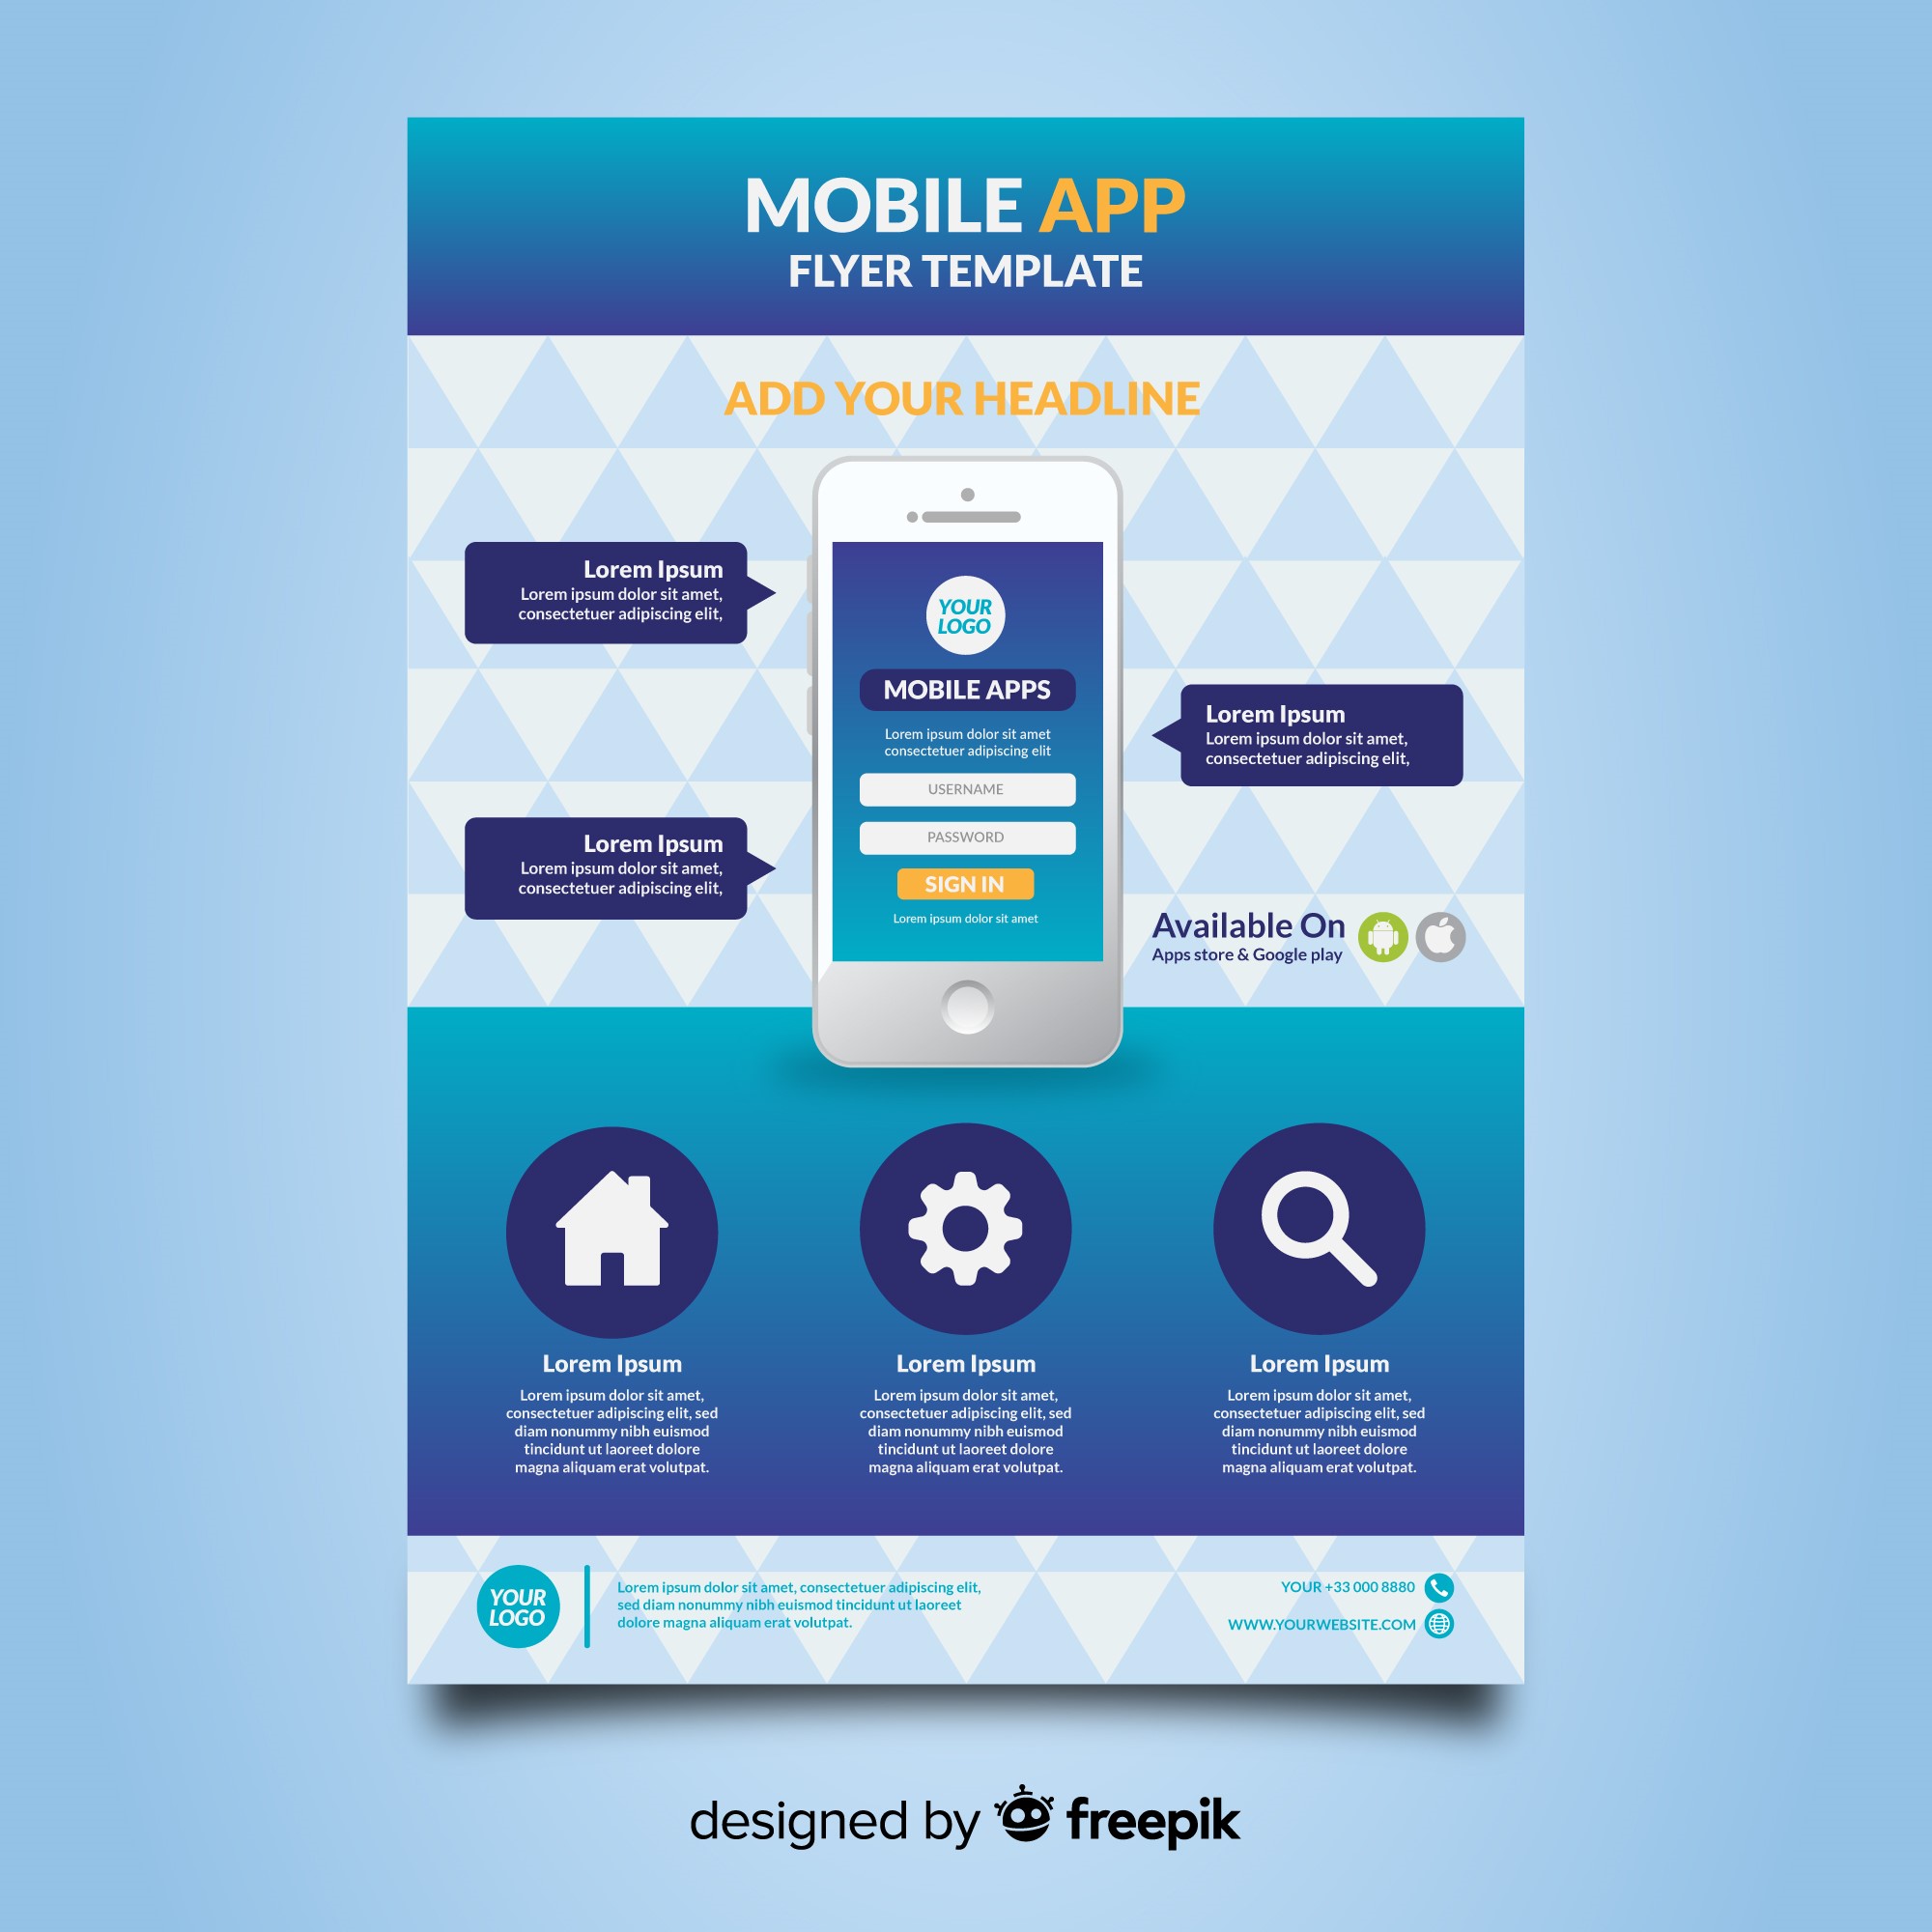 MOBILE APP
FLYER TEMPLATE
ADD YOUR HEADLINE
Lorem Ipsum
Lorem ipsum dolor sit amet,
consectetuer adipiscing elit,
Lorem Ipsum
Lorem ipsum dolor sit amet,
consectetuer adipiscing elit,
YOUR
LOGO
MOBILE APPS
Lorem ipsum dolor sit amet
consectetuer adipiscing elit
USERNAME
PASSWORD
SIGN IN
Lorem ipsum dolor sit amet
Lorem Ipsum
Lorem ipsum dolor sit amet,
consectetuer adipiscing elit,
Available On
Apps store & Google play
Lorem Ipsum
Lorem ipsum dolor sit amet,
consectetuer adipiscing elit, sed
diam nonummy nibh euismod
tincidunt ut laoreet dolore
magna aliquam erat volutpat.
Lorem Ipsum
Lorem ipsum dolor sit amet,
consectetuer adipiscing elit, sed
diam nonummy nibh euismod
tincidunt ut laoreet dolore
magna aliquam erat volutpat.
Lorem Ipsum
Lorem ipsum dolor sit amet,
consectetuer adipiscing elit, sed
diam nonummy nibh euismod
tincidunt ut laoreet dolore
magna aliquam erat volutpat.
YOUR
LOGO
Lorem ipsum dolor sit amet, consectetuer adipiscing elit,
sed diam nonummy nibh euismod tincidunt ut laoreet
dolore magna aliquam erat volutpat.
YOUR +33 000 8880
WWW.YOURWEBSITE.COM
designed by freepik